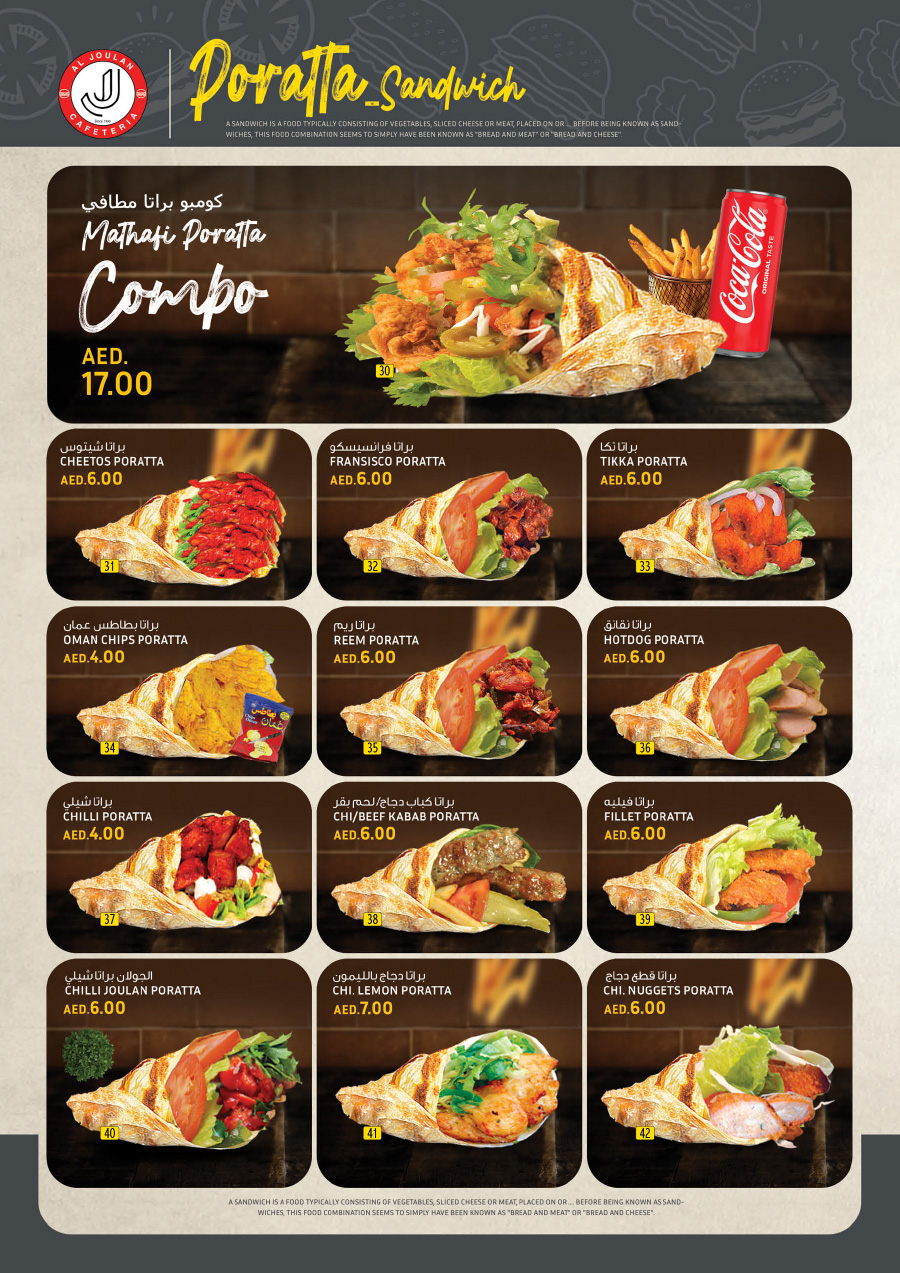 AL JOULAN
CAFETERIA
Poratta Sandwich
A SANDWICH IS A FOOD TYPICALLY CONSISTING OF VEGETABLES, SLICED CHEESE OR MEAT, PLACED ON OR ... BEFORE BEING KNOWN AS SAND-
WICHES, THIS FOOD COMBINATION SEEMS TO SIMPLY HAVE BEEN KNOWN AS "BREAD AND MEAT" OR "BREAD AND CHEESE".
كومبو براتا مطافي
Mathafi Poratta
Combo
AED.
17.00
30
Coca-Cola
ORIGINAL TASTE
براتا شيتوس
CHEETOS PORATTA
AED.6.00
31
براتا فرانسيسكو
FRANSISCO PORATTA
AED.6.00
32
براتا تكا
TIKKA PORATTA
AED.6.00
33
براتا بطاطس عمان
OMAN CHIPS PORATTA
AED.4.00
بطاطس
عمان
34
براتا ريم
REEM PORATTA
AED.6.00
35
براتا نقانق
HOTDOG PORATTA
AED.6.00
36
براتا شيلي
CHILLI PORATTA
AED.4.00
37
براتا كباب دجاج/لحم بقر
CHI/BEEF KABAB PORATTA
AED.6.00
38
براتا فيليه
FILLET PORATTA
AED.6.00
39
الجولان براتا شيلي
CHILLI JOULAN PORATTA
AED.6.00
40
براتا دجاج بالليمون
CHI. LEMON PORATTA
AED.7.00
41
براتا قطع دجاج
CHI. NUGGETS PORATTA
AED.6.00
42
A SANDWICH IS A FOOD TYPICALLY CONSISTING OF VEGETABLES, SLICED CHEESE OR MEAT, PLACED ON OR ... BEFORE BEING KNOWN AS SAND-
WICHES, THIS FOOD COMBINATION SEEMS TO SIMPLY HAVE BEEN KNOWN AS "BREAD AND MEAT" OR "BREAD AND CHEESE".